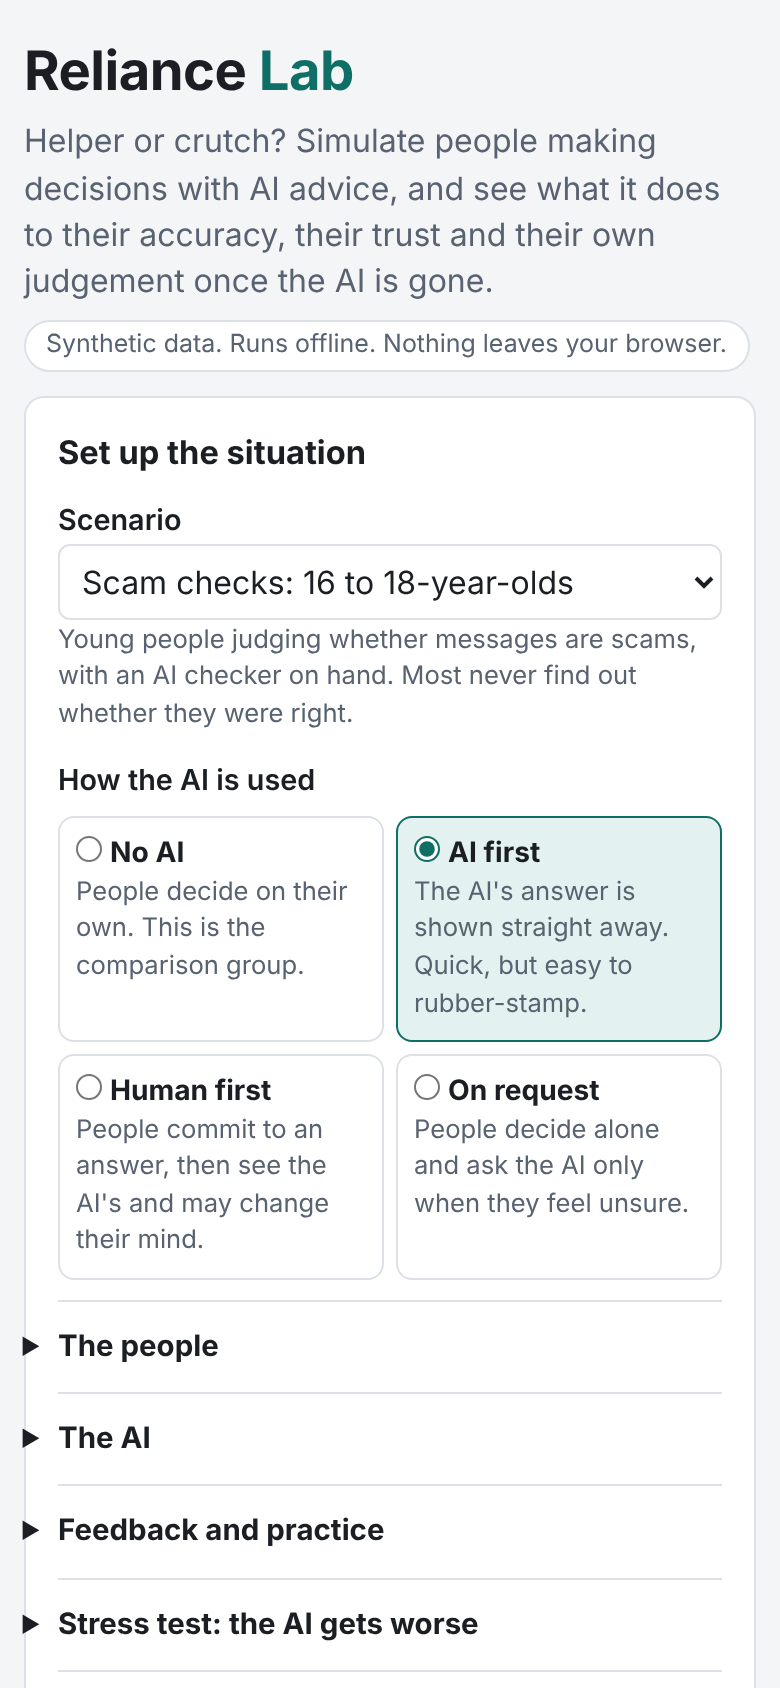 Reliance Lab
Helper or crutch? Simulate people making
decisions with AI advice, and see what it does
to their accuracy, their trust and their own
judgement once the AI is gone.
Synthetic data. Runs offline. Nothing leaves your browser.
Set up the situation
Scenario
Scam checks: 16 to 18-year-olds
Young people judging whether messages are scams,
with an AI checker on hand. Most never find out
whether they were right.
How the AI is used
No AI
People decide on their
own. This is the
comparison group.
AI first
The AI's answer is
shown straight away.
Quick, but easy to
rubber-stamp.
Human first
People commit to an
answer, then see the
AI's and may change
their mind.
On request
People decide alone
and ask the AI only
when they feel unsure.
The people
The AI
Feedback and practice
Stress test: the AI gets worse